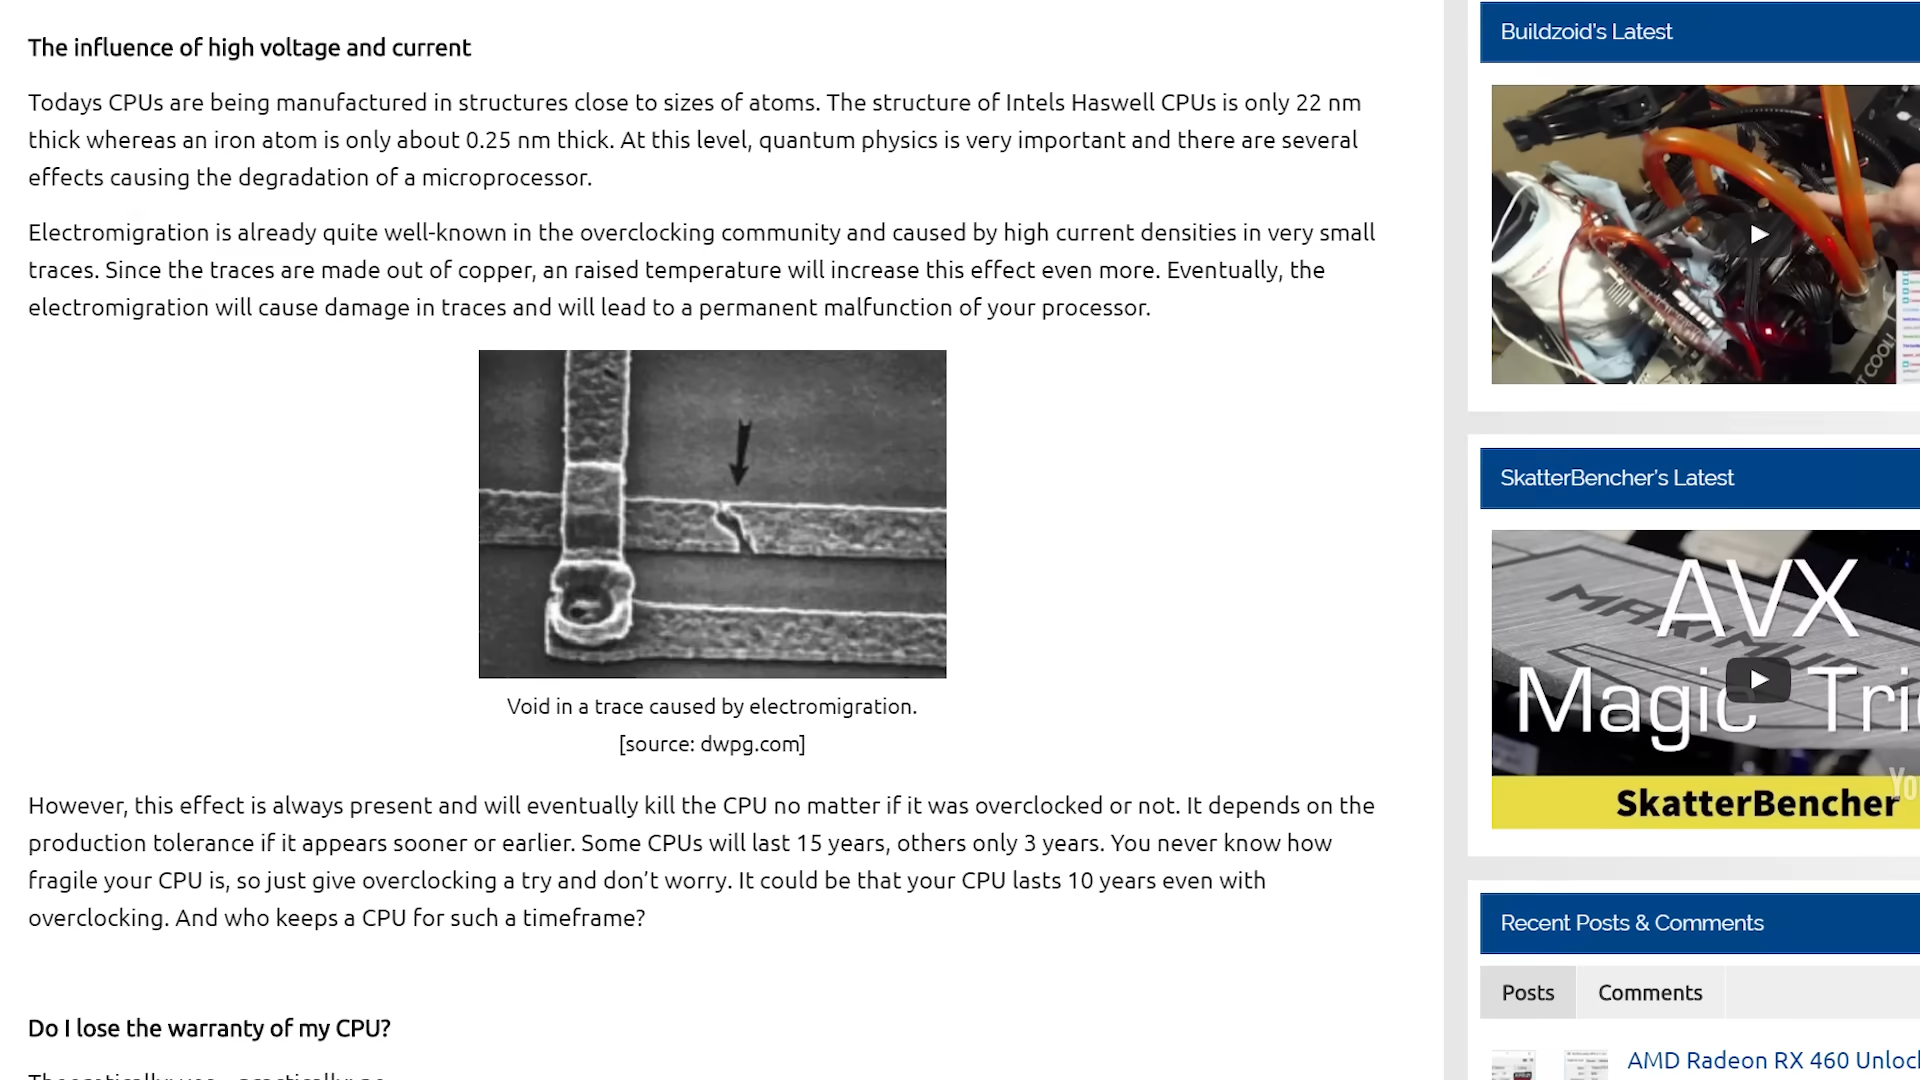 The influence of high voltage and current
Todays CPUs are being manufactured in structures close to sizes of atoms. The structure of Intels Haswell CPUs is only 22 nm
thick whereas an iron atom is only about 0.25 nm thick. At this level, quantum physics is very important and there are several
effects causing the degradation of a microprocessor.
Electromigration is already quite well-known in the overclocking community and caused by high current densities in very small
traces. Since the traces are made out of copper, an raised temperature will increase this effect even more. Eventually, the
electromigration will cause damage in traces and will lead to a permanent malfunction of your processor.
Void in a trace caused by electromigration.
[source: dwpg.com]
However, this effect is always present and will eventually kill the CPU no matter if it was overclocked or not. It depends on the
production tolerance if it appears sooner or earlier. Some CPUs will last 15 years, others only 3 years. You never know how
fragile your CPU is, so just give overclocking a try and don't worry. It could be that your CPU lasts 10 years even with
overclocking. And who keeps a CPU for such a timeframe?
Do I lose the warranty of my CPU?
Buildzoid's Latest
COOL
SkatterBencher's Latest
MAXIMUS
AVX
Magic Tri
SkatterBencher
Recent Posts & Comments
Posts
Comments
AMD Radeon RX 460 Unloc